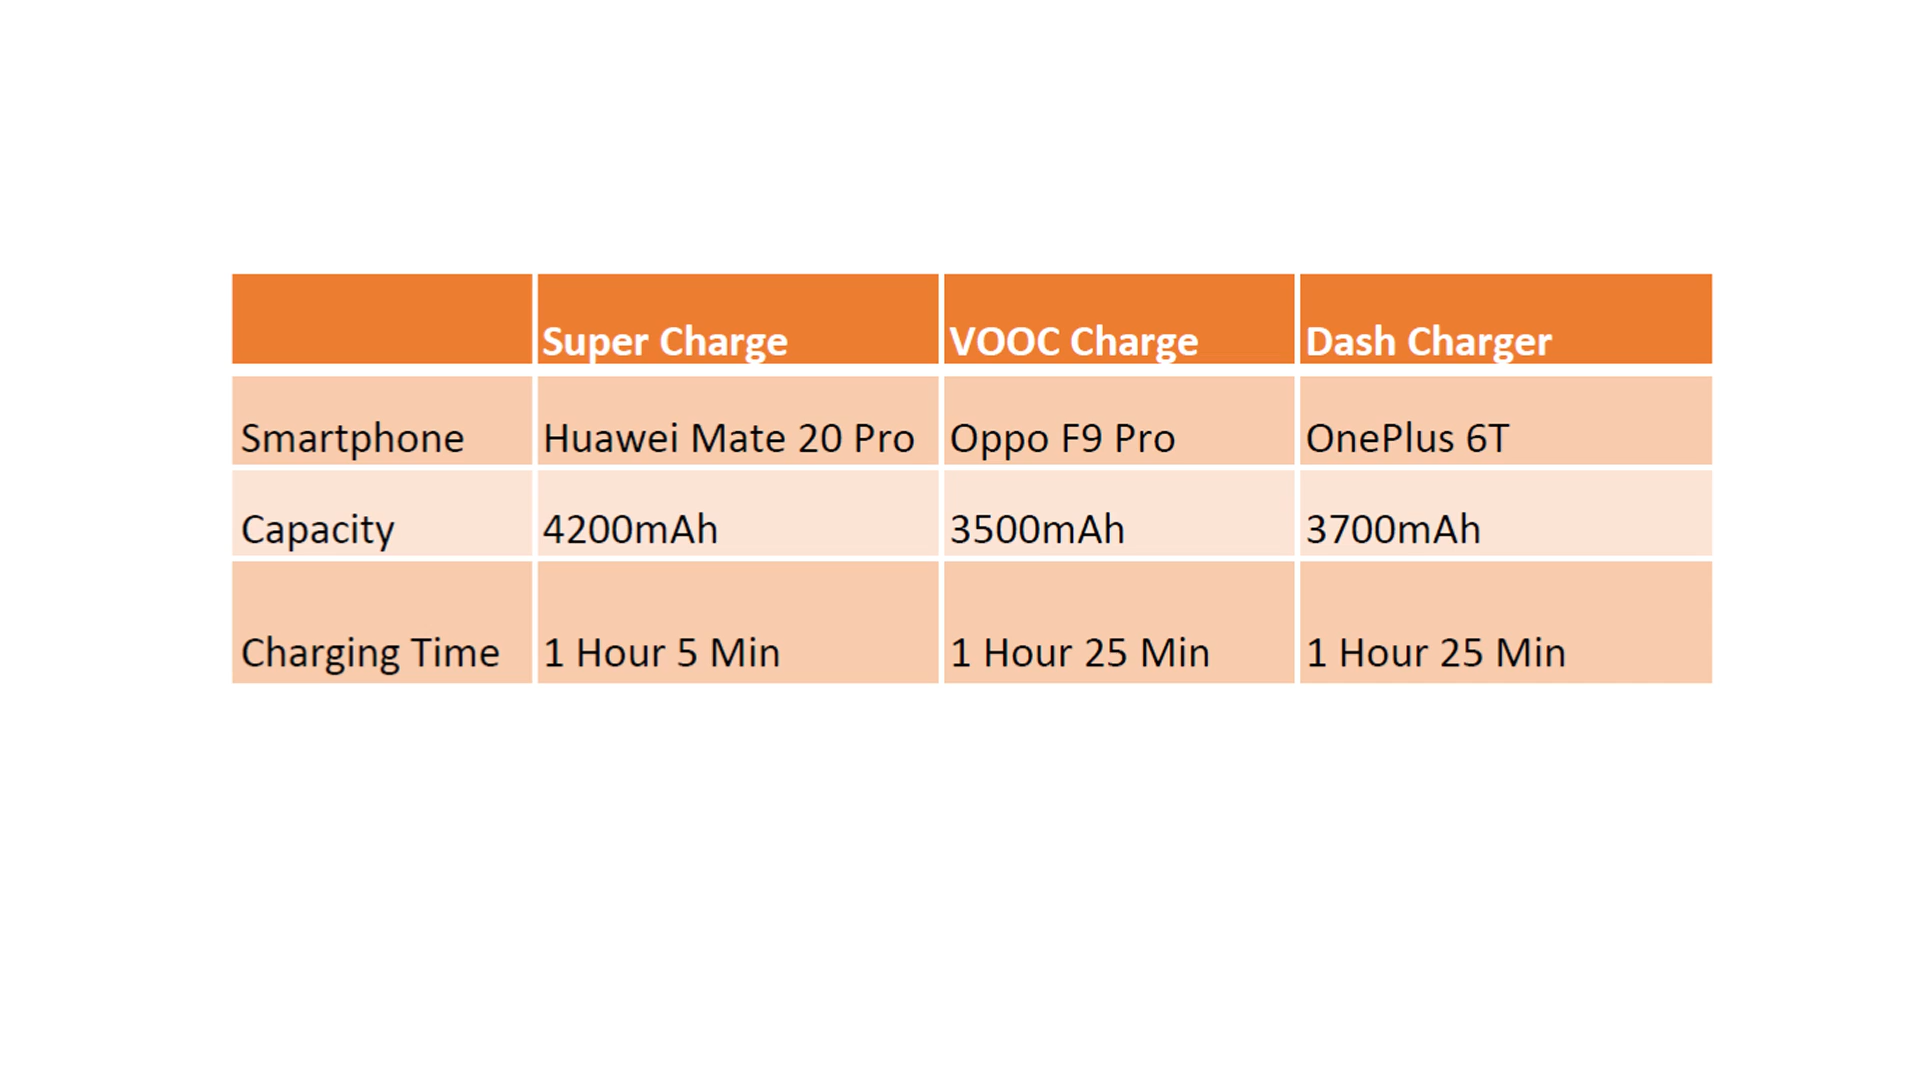 Super Charge VOOC Charge Dash Charger
Smartphone Huawei Mate 20 Pro Oppo F9 Pro OnePlus 6T
Capacity 4200mAh 3500mAh 3700mAh
Charging Time 1 Hour 5 Min 1 Hour 25 Min 1 Hour 25 Min